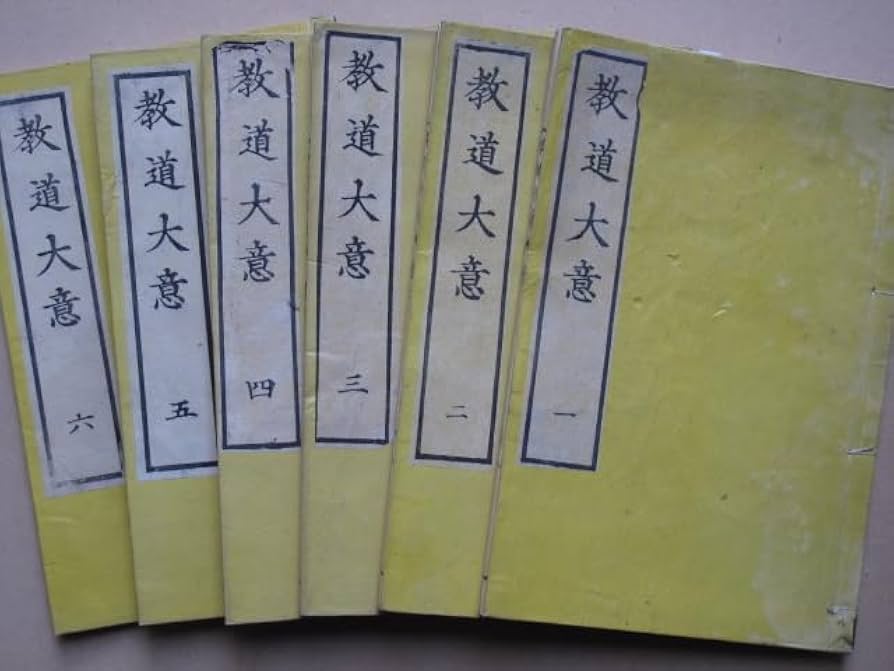 教道大意 一
教道大意 二
教道大意 三
教道大意 四
教道大意 五
教道大意 六